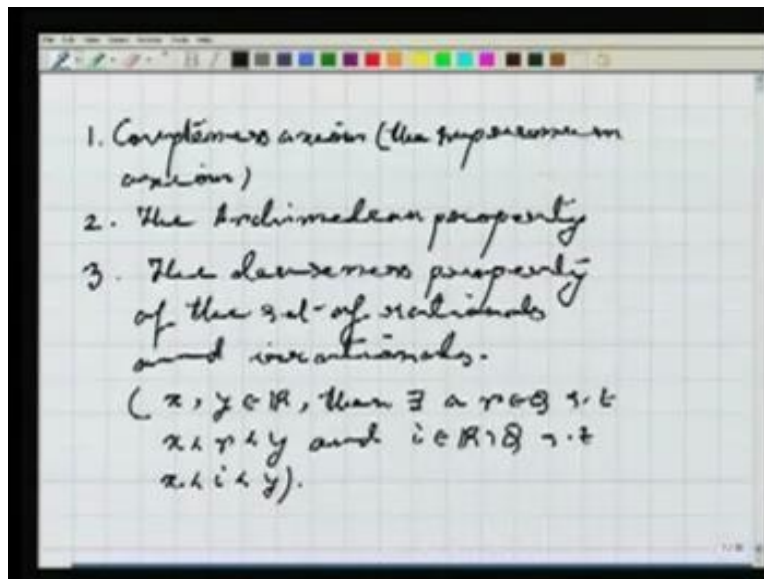 1. Completeness axiom (the supremum
axiom)
2. The Archimedean property
3. The denseness property
of the set of rationals
and irrationals.
(x, y ∈ ℝ, then ∃ a r ∈ ℚ s.t
x < r < y and i ∈ ℝ \ ℚ s.t
x < i < y).